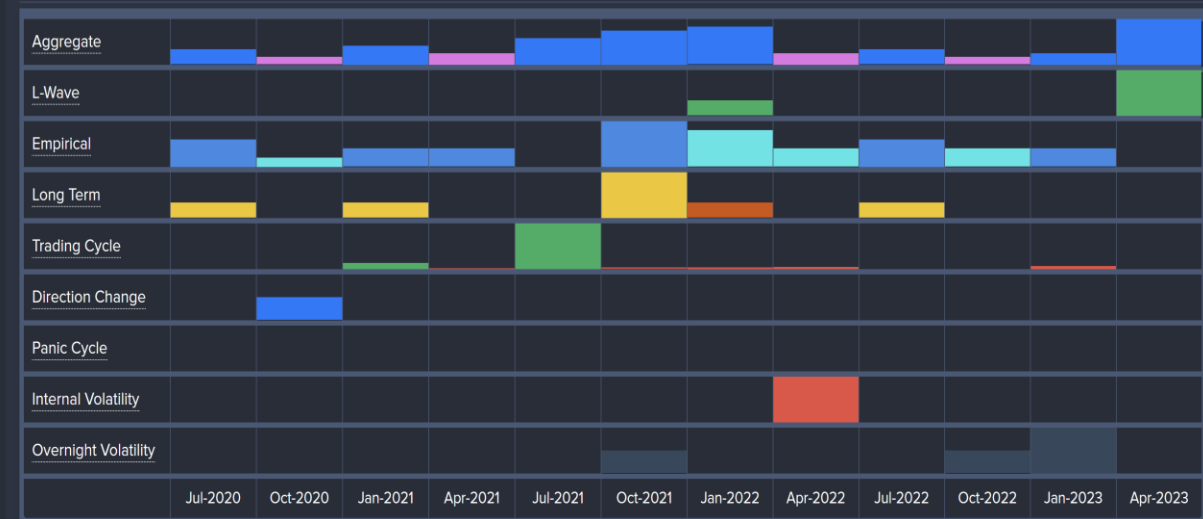 Aggregate
L-Wave
Empirical
Long Term
Trading Cycle
Direction Change
Panic Cycle
Internal Volatility
Overnight Volatility
Jul-2020 Oct-2020 Jan-2021 Apr-2021 Jul-2021 Oct-2021 Jan-2022 Apr-2022 Jul-2022 Oct-2022 Jan-2023 Apr-2023